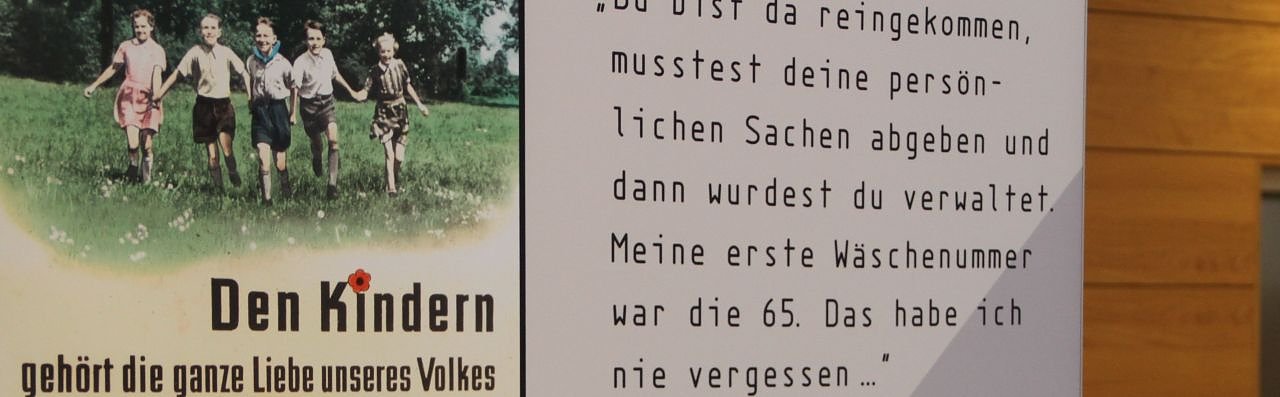 Den Kindern
gehört die ganze Liebe unseres Volkes
„Du bist da reingekommen,
musstest deine persön-
lichen Sachen abgeben und
dann wurdest du verwaltet.
Meine erste Wäschenummer
war die 65. Das habe ich
nie vergessen ..."